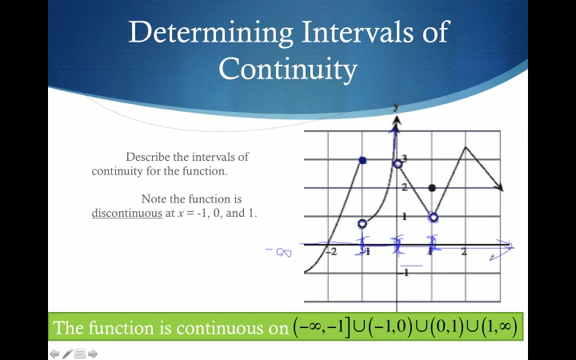 Determining Intervals of
Continuity
Describe the intervals of
continuity for the function.
Note the function is
discontinuous at x = -1, 0, and 1.
y
3
2
1
-2
-1
2
-1
-∞
The function is continuous on (-∞,-1]∪(-1,0)∪(0,1)∪(1,∞)